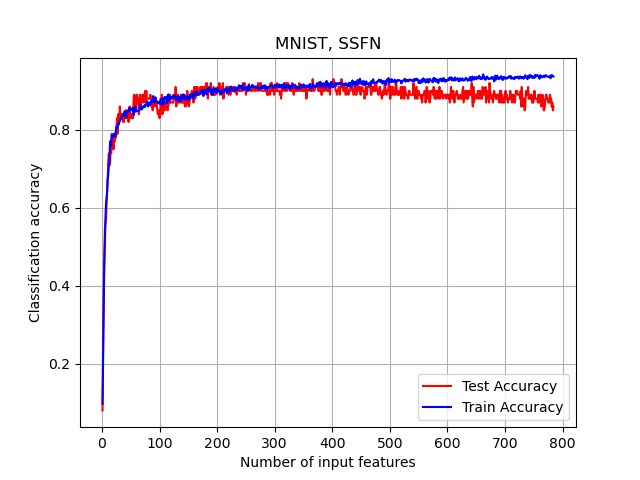 MNIST, SSFN
Classification accuracy
0.8
0.6
0.4
0.2
0 100 200 300 400 500 600 700 800
Number of input features
Test Accuracy
Train Accuracy